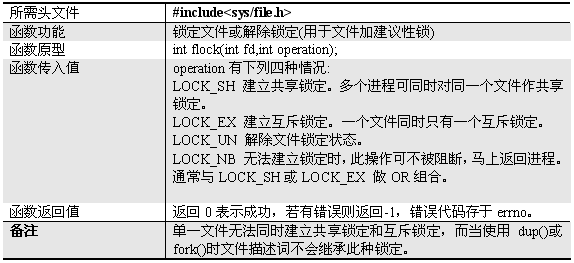 所需头文件 #include<sys/file.h>
函数功能 锁定文件或解除锁定(用于文件加建议性锁)
函数原型 int flock(int fd,int operation);
函数传入值 operation 有下列四种情况:
LOCK_SH 建立共享锁定。多个进程可同时对同一个文件作共享
锁定。
LOCK_EX 建立互斥锁定。一个文件同时只有一个互斥锁定。
LOCK_UN 解除文件锁定状态。
LOCK_NB 无法建立锁定时，此操作可不被阻断，马上返回进程。
通常与 LOCK_SH 或 LOCK_EX 做 OR 组合。
函数返回值 返回 0 表示成功，若有错误则返回-1，错误代码存于 errno。
备注 单一文件无法同时建立共享锁定和互斥锁定，而当使用 dup()或
fork()时文件描述词不会继承此种锁定。